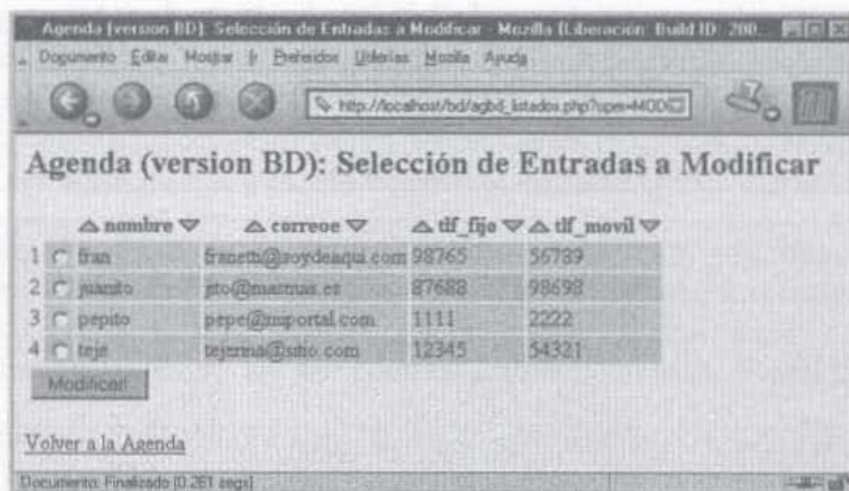 Agenda (version BD): Selección de Entradas a Modificar - Mozilla {Liberación: Build ID: 200...
Documento Editar Mostrar Ir Preferidos Utilerías Mozilla Ayuda
http://localhost/bd/agbd_listados.php?oper=MOD
Agenda (version BD): Selección de Entradas a Modificar
nombre correoe tlf_fijo tlf_movil
1 fran franetti@soydeaqui.com 98765 56789
2 juanito jto@masmas.es 87688 98698
3 pepito pepe@miportal.com 1111 2222
4 teje tejerina@sitio.com 12345 54321
Modificar!
Volver a la Agenda
Documento: Finalizado (0.261 segs)